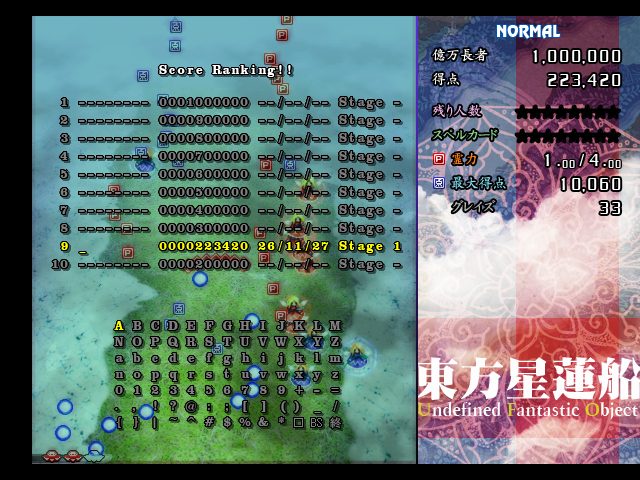 Score Ranking!!
1 -------- 0001000000 --/--/-- Stage -
2 -------- 0000900000 --/--/-- Stage -
3 -------- 0000800000 --/--/-- Stage -
4 -------- 0000700000 --/--/-- Stage -
5 -------- 0000600000 --/--/-- Stage -
6 -------- 0000500000 --/--/-- Stage -
7 -------- 0000400000 --/--/-- Stage -
8 -------- 0000300000 --/--/-- Stage -
9 _ 0000223420 26/11/27 Stage 1
10 -------- 0000200000 --/--/-- Stage -
A B C D E F G H I J K L M
N O P Q R S T U V W X Y Z
a b c d e f g h i j k l m
n o p q r s t u v w x y z
0 1 2 3 4 5 6 7 8 9 + - =
. , ! ? @ : ; [ ] ( ) _ /
{ } | ~ ^ # $ % & * □ BS 終
NORMAL
億万長者 1,000,000
得点 223,420
残り人数 ★★★★★★★★
スペルカード ★★★★★★★★
P 霊力 1.00/4.00
点 最大得点 10,060
グレイズ 33
東方星蓮船
Undefined Fantastic Object